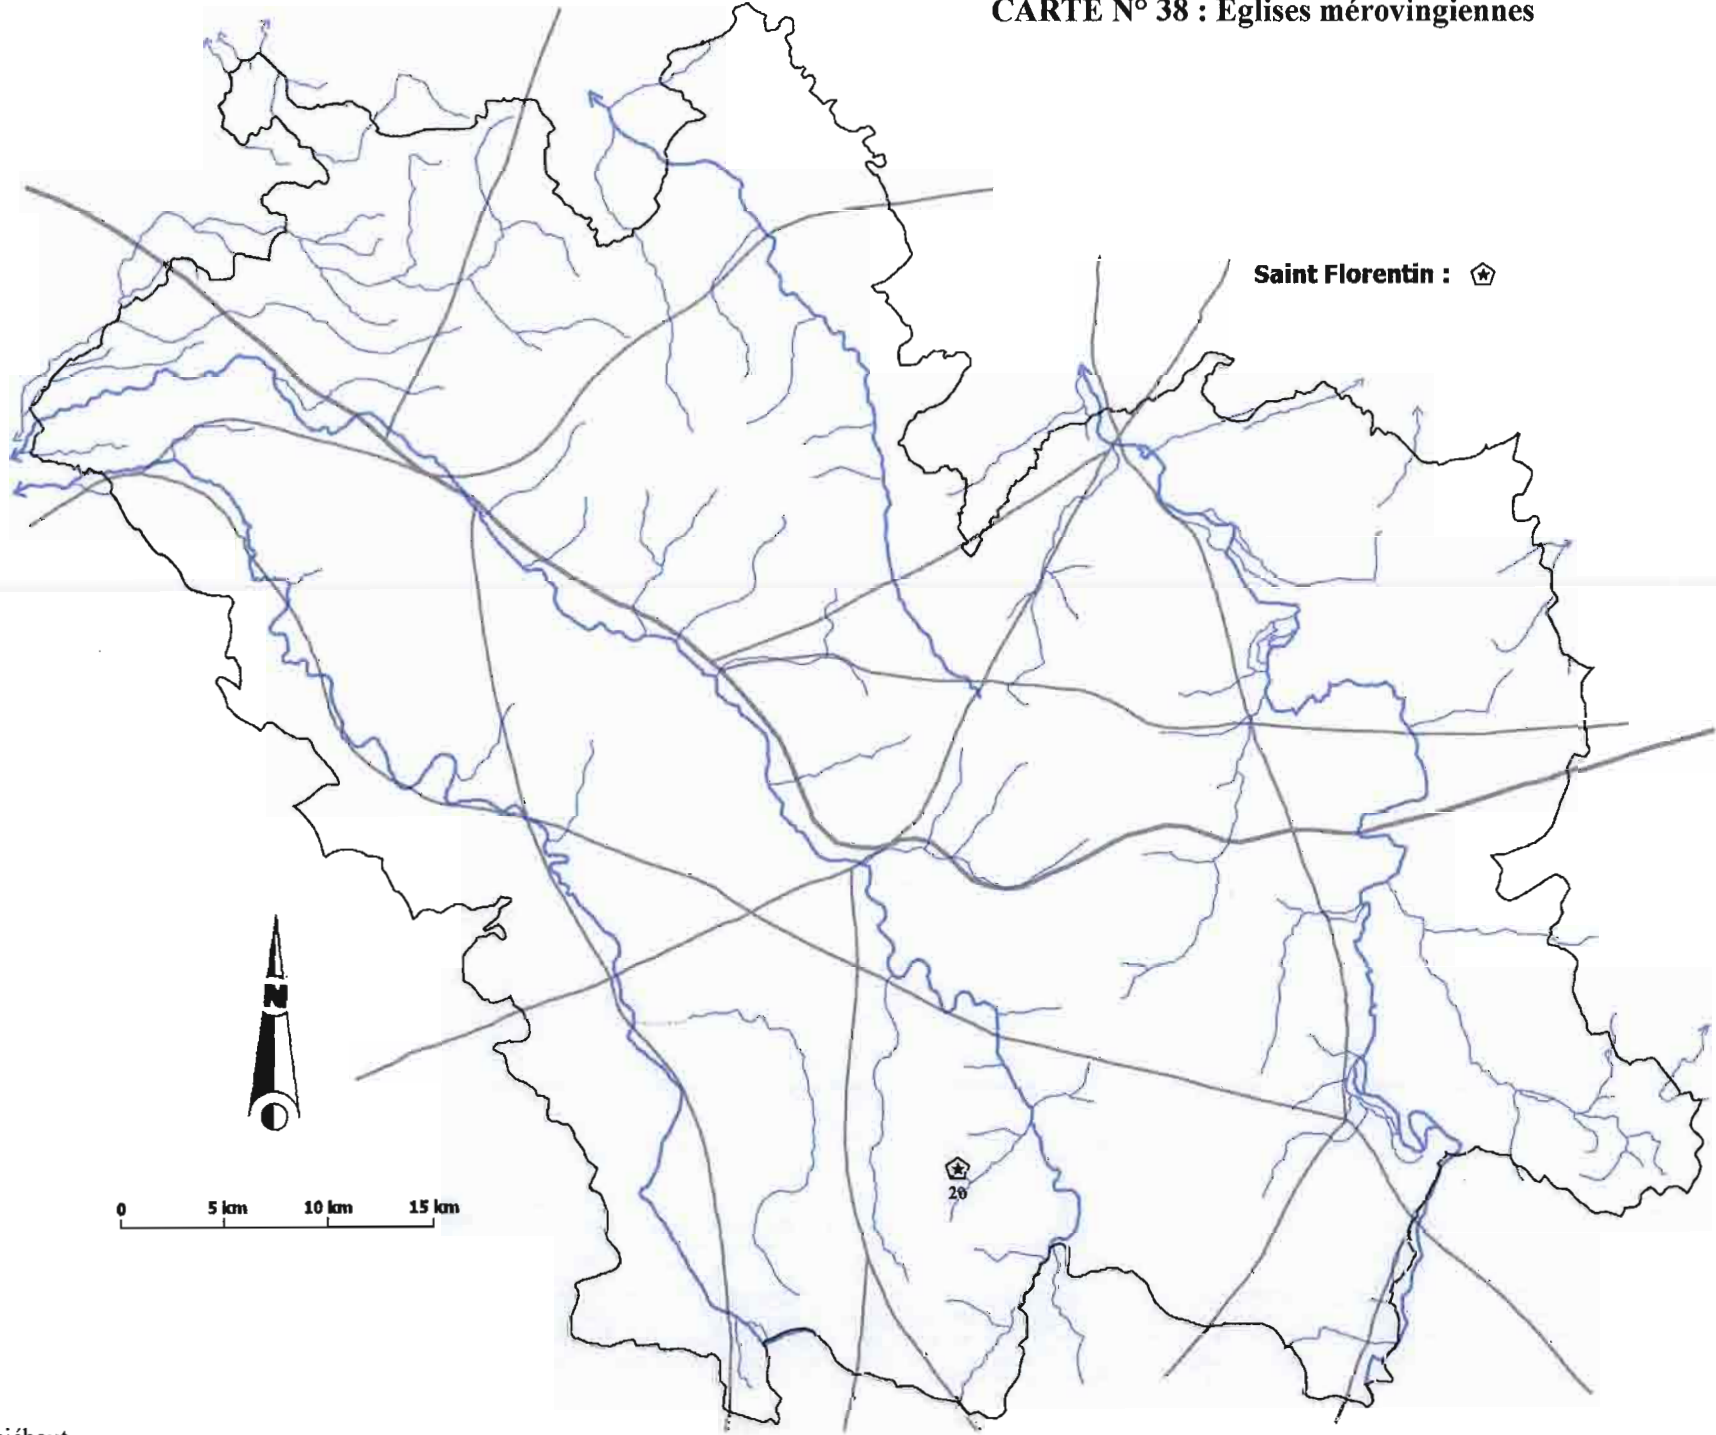 CARTE N° 38 : Eglises mérovingiennes
Saint Florentin :
N
0 5 km 10 km 15 km
20